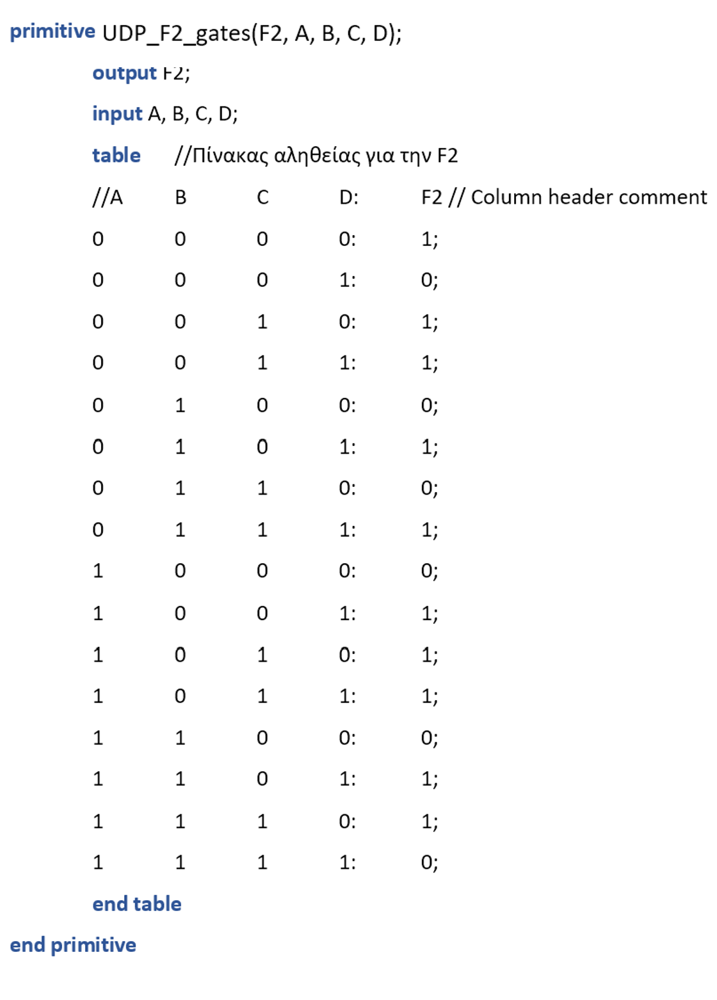 primitive UDP_F2_gates(F2, A, B, C, D);
output F2;
input A, B, C, D;
table //Πίνακας αληθείας για την F2
//A B C D: F2 // Column header comment
0 0 0 0: 1;
0 0 0 1: 0;
0 0 1 0: 1;
0 0 1 1: 1;
0 1 0 0: 0;
0 1 0 1: 1;
0 1 1 0: 0;
0 1 1 1: 1;
1 0 0 0: 0;
1 0 0 1: 1;
1 0 1 0: 1;
1 0 1 1: 1;
1 1 0 0: 0;
1 1 0 1: 1;
1 1 1 0: 1;
1 1 1 1: 0;
end table
end primitive